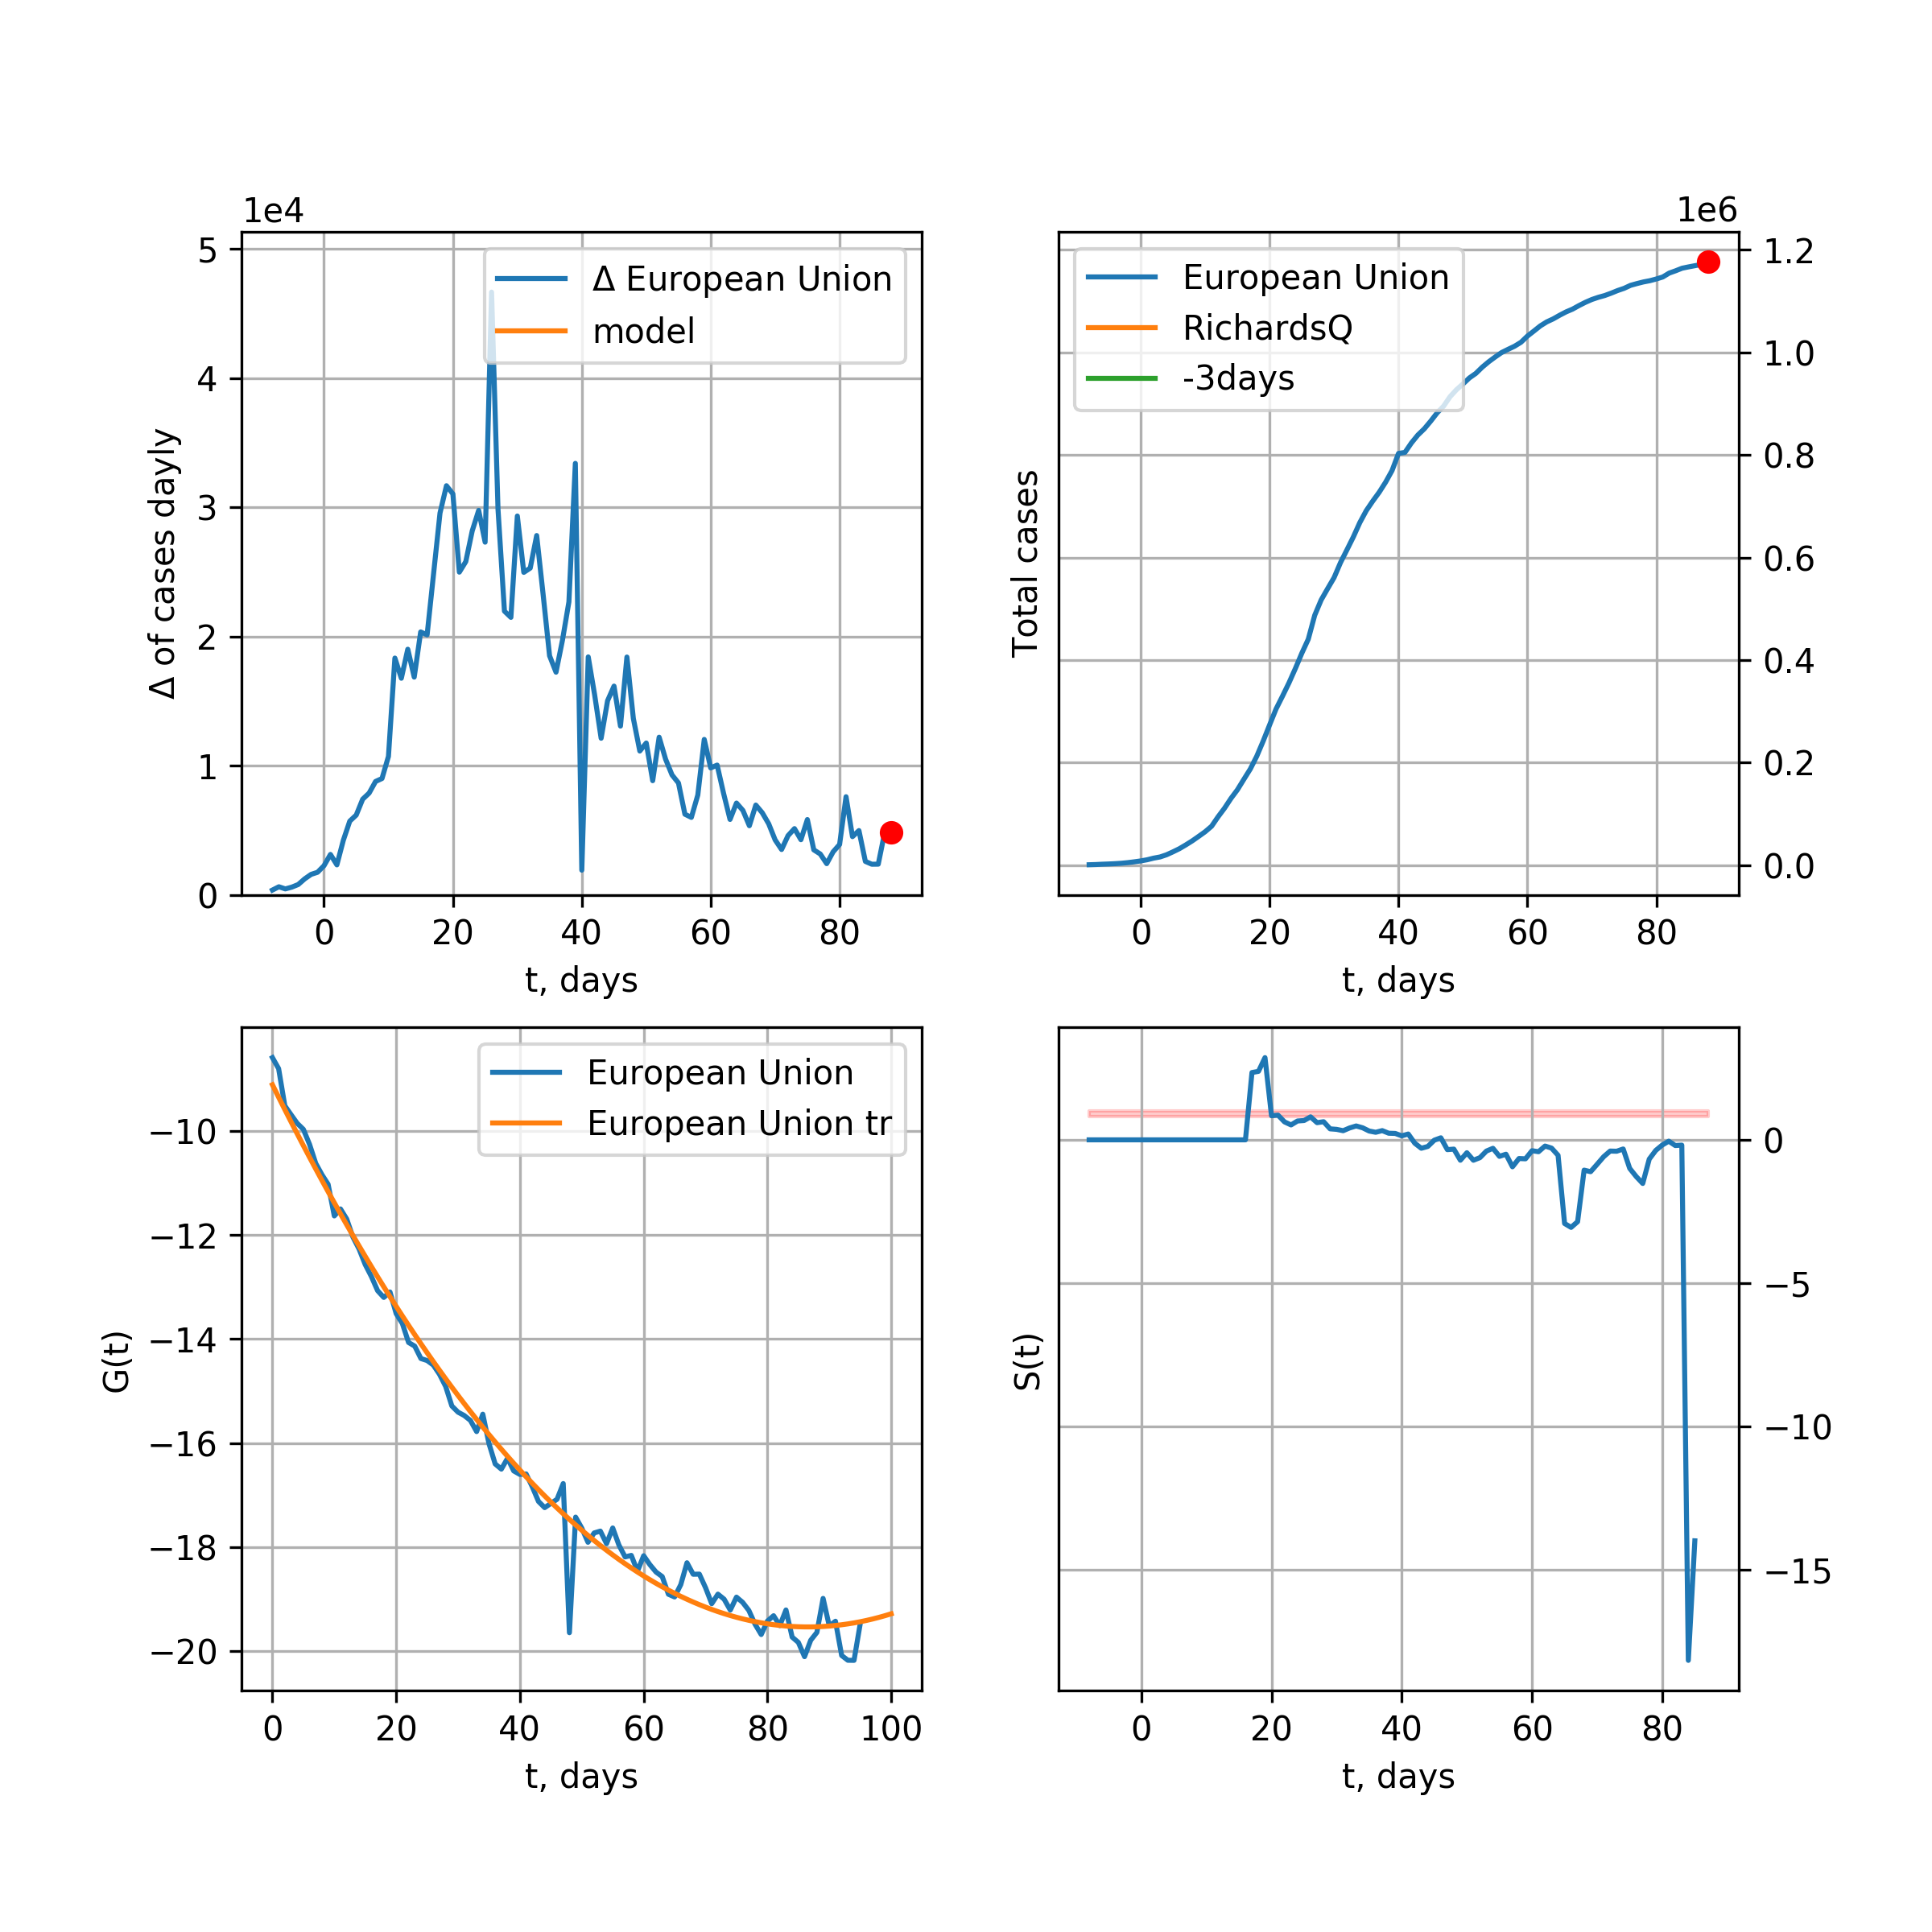 1e4
5
4
3
2
1
0
Δ of cases dayly
Δ European Union
model
0 20 40 60 80
t, days
1e6
1.2
1.0
0.8
0.6
0.4
0.2
0.0
Total cases
European Union
RichardsQ
-3days
0 20 40 60 80
t, days
−10
−12
−14
−16
−18
−20
G(t)
European Union
European Union tr
0 20 40 60 80 100
t, days
0
−5
−10
−15
S(t)
0 20 40 60 80
t, days